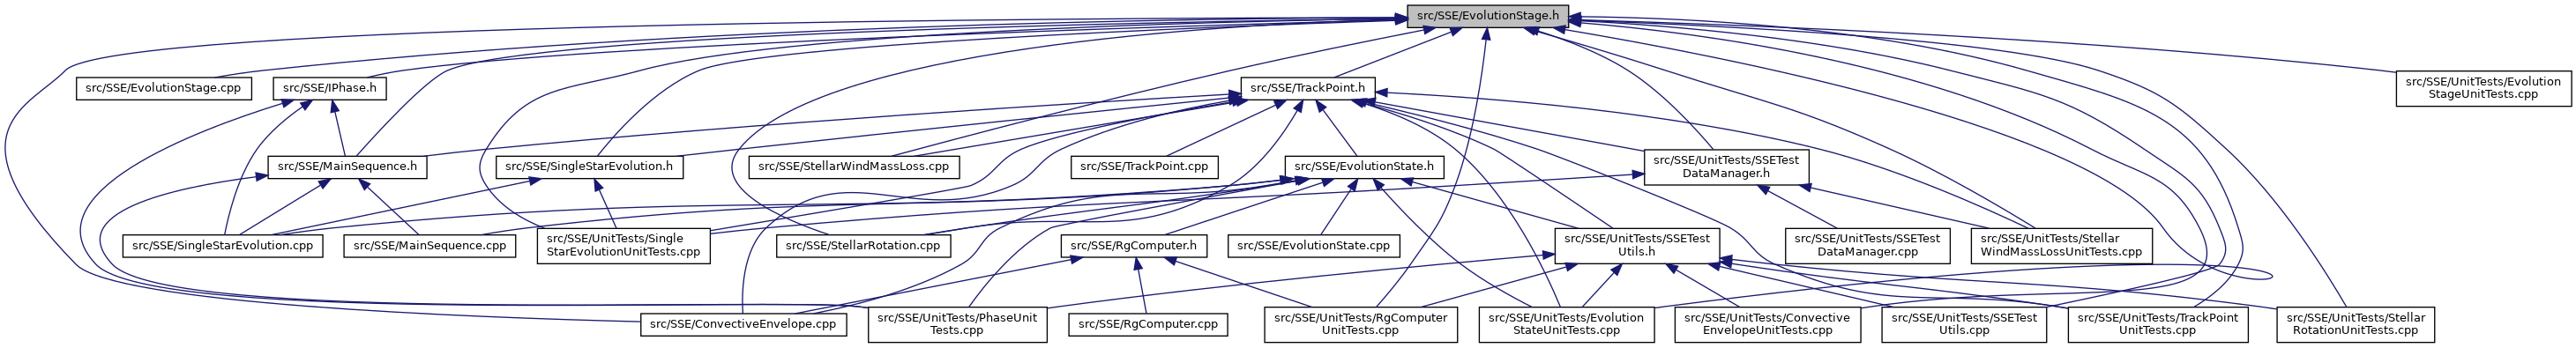 src/SSE/EvolutionStage.h
src/SSE/EvolutionStage.cpp
src/SSE/IPhase.h
src/SSE/TrackPoint.h
src/SSE/UnitTests/Evolution
StageUnitTests.cpp
src/SSE/MainSequence.h
src/SSE/SingleStarEvolution.h
src/SSE/StellarWindMassLoss.cpp
src/SSE/TrackPoint.cpp
src/SSE/EvolutionState.h
src/SSE/UnitTests/SSETest
DataManager.h
src/SSE/SingleStarEvolution.cpp
src/SSE/MainSequence.cpp
src/SSE/UnitTests/Single
StarEvolutionUnitTests.cpp
src/SSE/StellarRotation.cpp
src/SSE/RgComputer.h
src/SSE/EvolutionState.cpp
src/SSE/UnitTests/SSETest
Utils.h
src/SSE/UnitTests/SSETest
DataManager.cpp
src/SSE/UnitTests/Stellar
WindMassLossUnitTests.cpp
src/SSE/ConvectiveEnvelope.cpp
src/SSE/UnitTests/PhaseUnit
Tests.cpp
src/SSE/RgComputer.cpp
src/SSE/UnitTests/RgComputer
UnitTests.cpp
src/SSE/UnitTests/Evolution
StateUnitTests.cpp
src/SSE/UnitTests/Convective
EnvelopeUnitTests.cpp
src/SSE/UnitTests/SSETest
Utils.cpp
src/SSE/UnitTests/TrackPoint
UnitTests.cpp
src/SSE/UnitTests/Stellar
RotationUnitTests.cpp